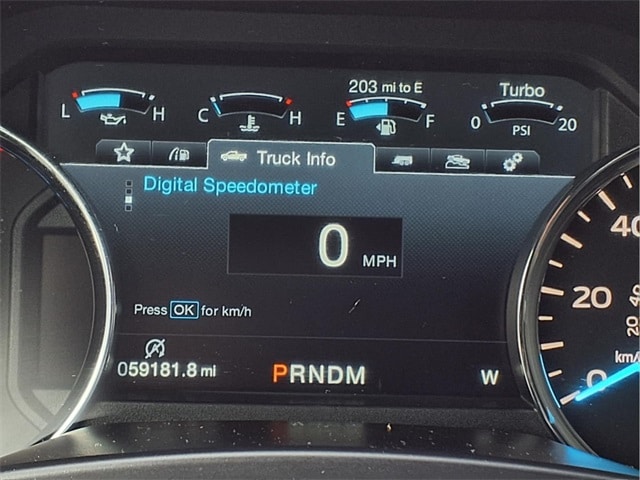 203 mi to E
Turbo
L H
C H
E F
0 PSI 20
Truck Info
Digital Speedometer
0 MPH
Press OK for km/h
059181.8 mi
PRNDM
W
40
20
0
20
40
km/